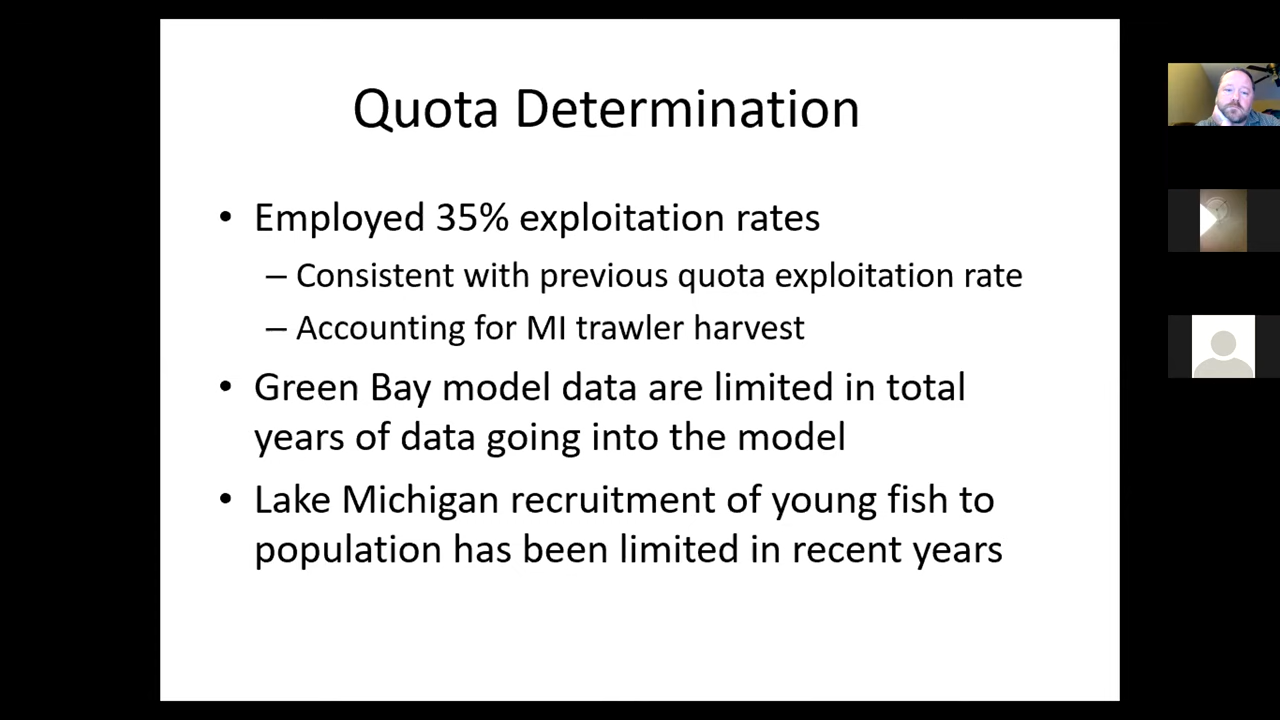 Quota Determination
• Employed 35% exploitation rates
– Consistent with previous quota exploitation rate
– Accounting for MI trawler harvest
• Green Bay model data are limited in total
years of data going into the model
• Lake Michigan recruitment of young fish to
population has been limited in recent years